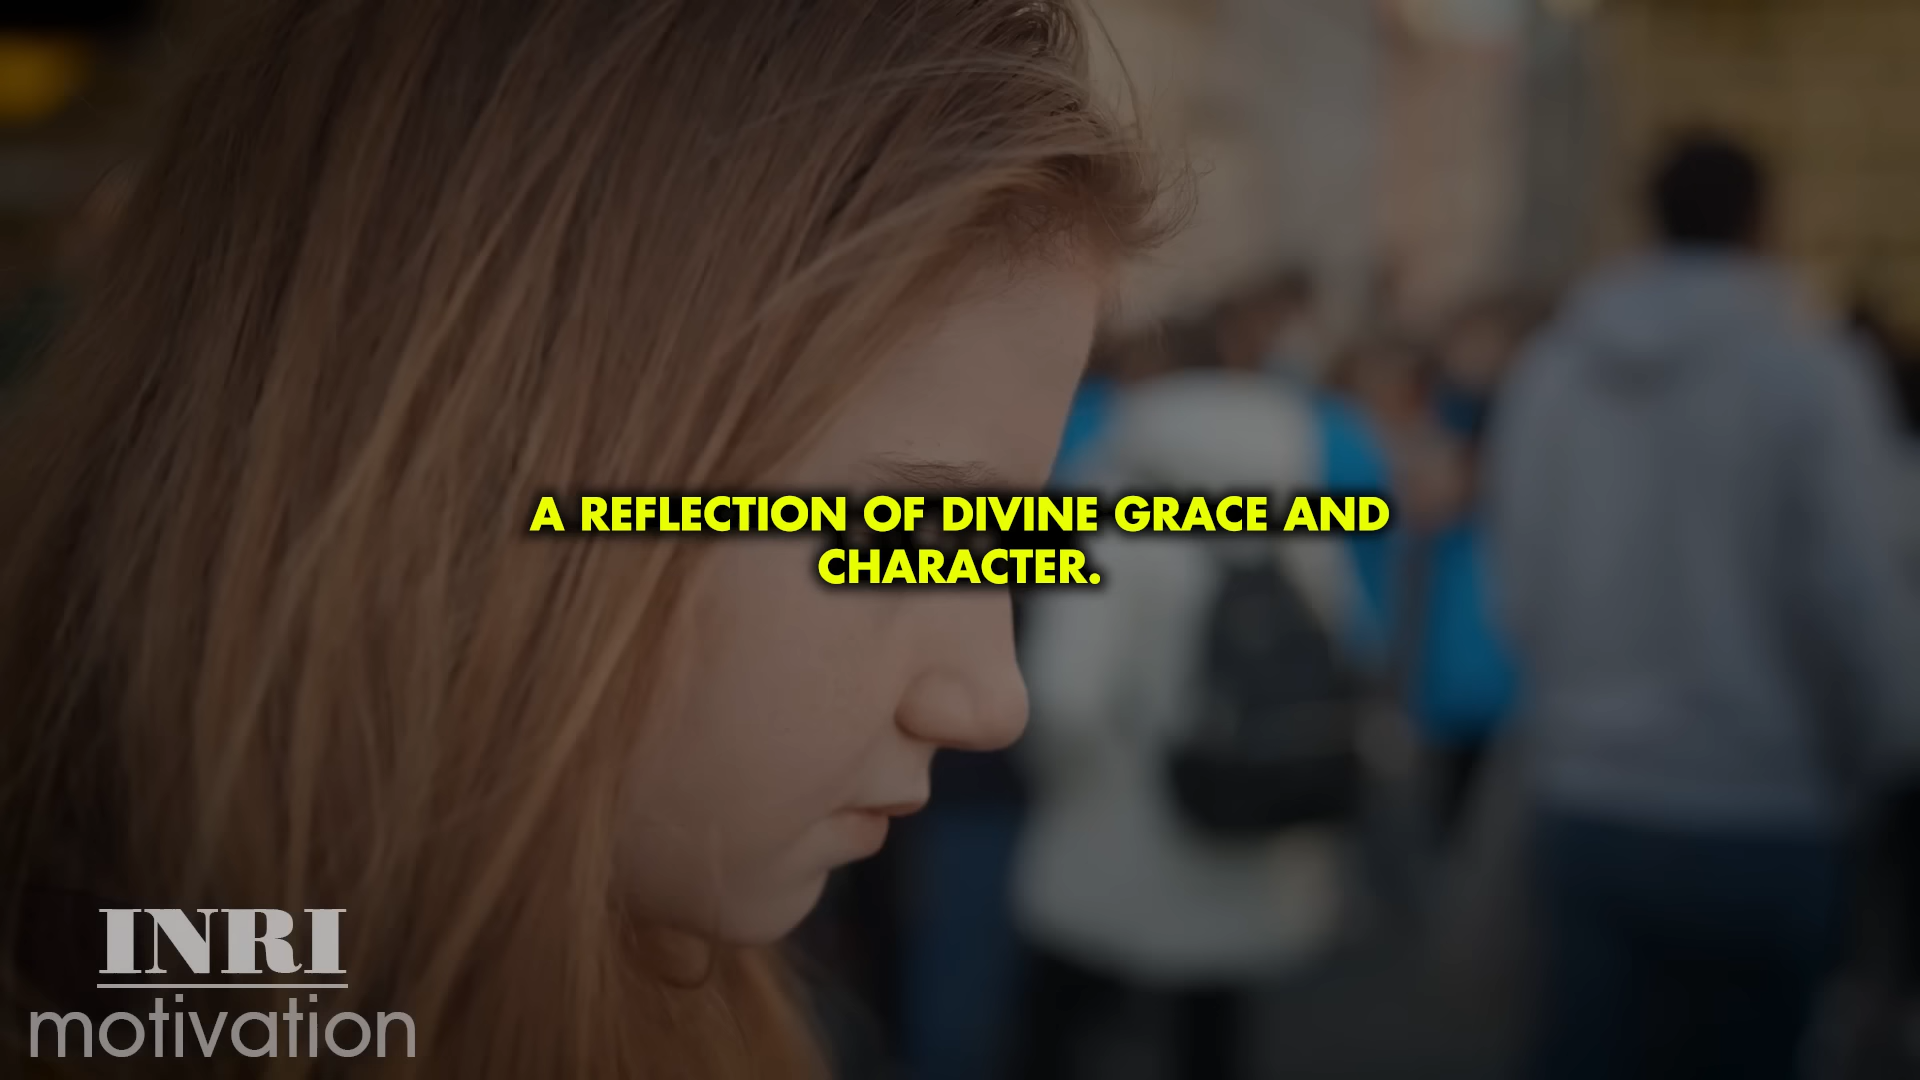 A REFLECTION OF DIVINE GRACE AND
CHARACTER.
INRI
motivation